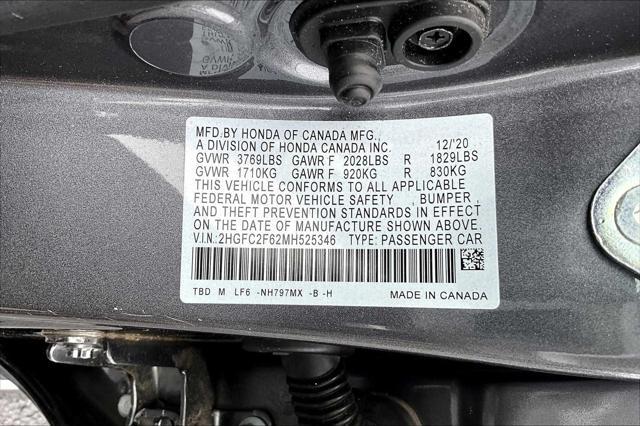 MFD.BY HONDA OF CANADA MFG.,
A DIVISION OF HONDA CANADA INC. 12/'20
GVWR 3769LBS GAWR F 2028LBS R 1829LBS
GVWR 1710KG GAWR F 920KG R 830KG
THIS VEHICLE CONFORMS TO ALL APPLICABLE
FEDERAL MOTOR VEHICLE SAFETY , BUMPER ,
AND THEFT PREVENTION STANDARDS IN EFFECT
ON THE DATE OF MANUFACTURE SHOWN ABOVE.
V.I.N.:2HGFC2F62MH525346 TYPE: PASSENGER CAR
TBD M LF6 -NH797MX -B -H MADE IN CANADA